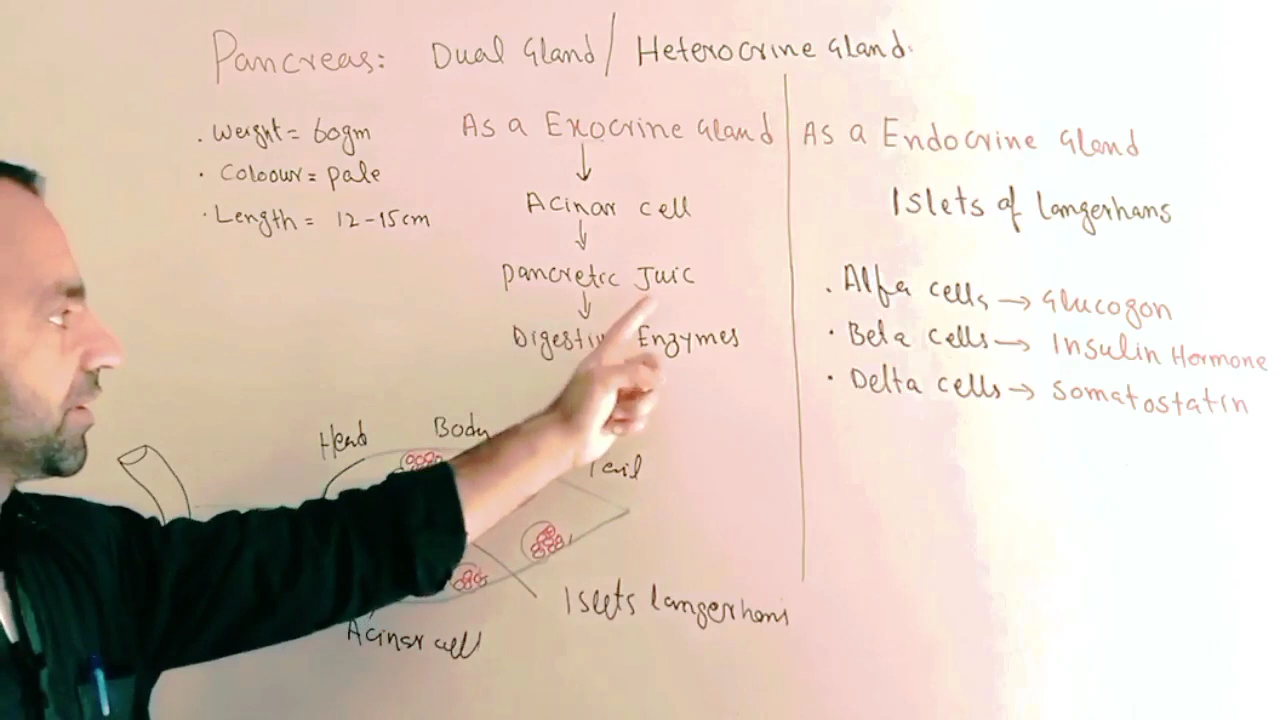 Pancreas: Dual Gland / Heterocrine Gland.
. Weight = 60gm
. Coloour = pale
. Length = 12-15cm
As a Exocrine Gland
Acinar cell
Pancretic Juic
Enzymes
As a Endocrine Gland
Islets of langerhans
. Alfa cells → Glucogon
. Beta cells → Insulin Hormone
. Delta cells → Somatostatin
Head
Body
Tail
Islets langerhans
Acinar cell